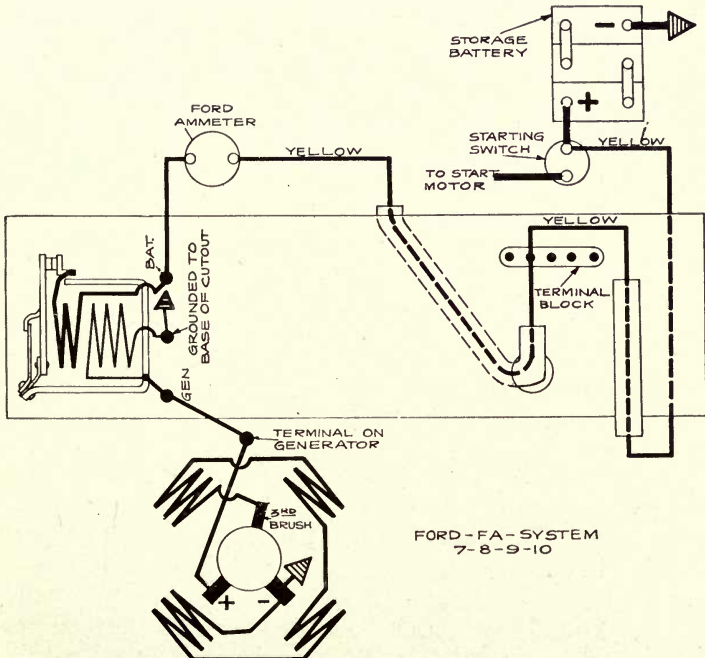 STORAGE
BATTERY
-
+
FORD
AMMETER
YELLOW
STARTING
SWITCH
YELLOW
TO START
MOTOR
YELLOW
TERMINAL
BLOCK
BAT.
GROUNDED TO
BASE OF CUTOUT
GEN
TERMINAL ON
GENERATOR
3RD
BRUSH
+
-
FORD-FA-SYSTEM
7-8-9-10